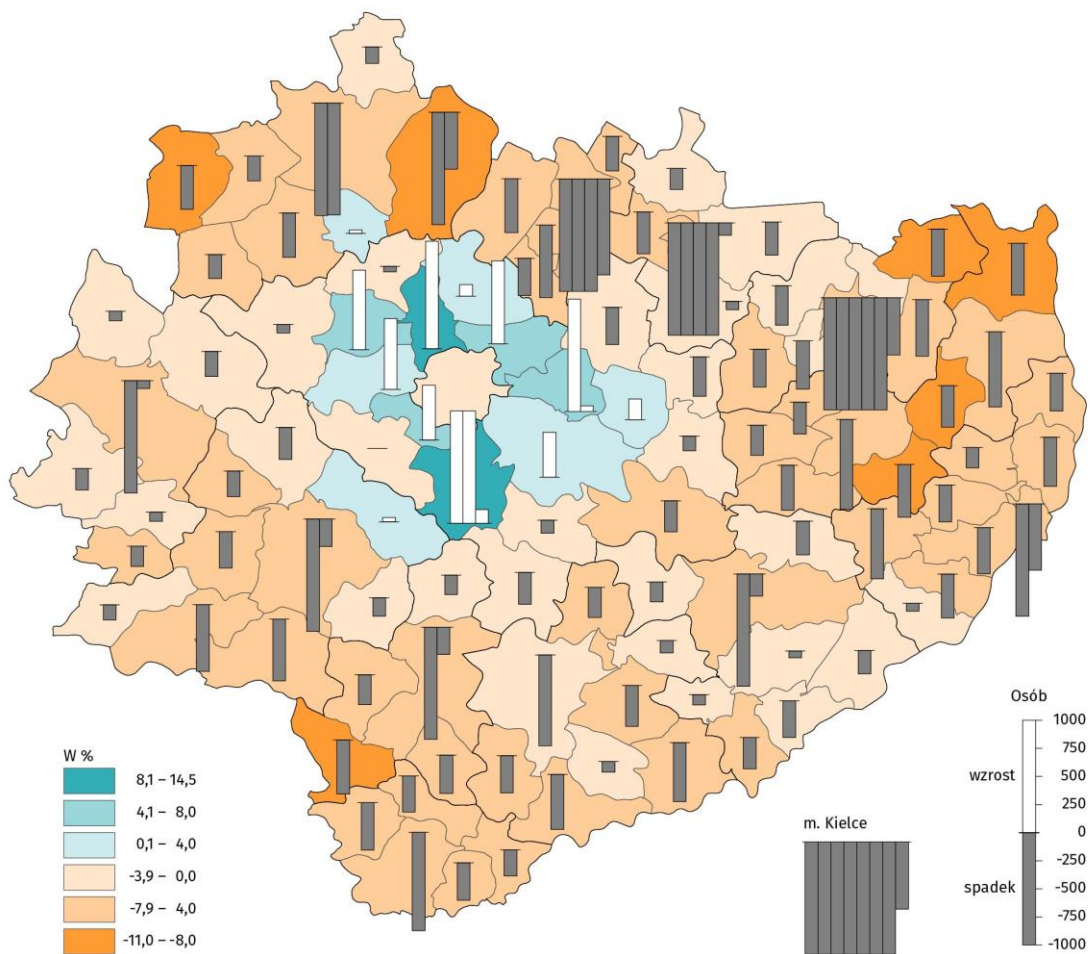 W %
8,1 – 14,5
4,1 – 8,0
0,1 – 4,0
-3,9 – 0,0
-7,9 – 4,0
-11,0 – -8,0
m. Kielce
Osób
wzrost
spadek
1000
750
500
250
0
-250
-500
-750
-1000